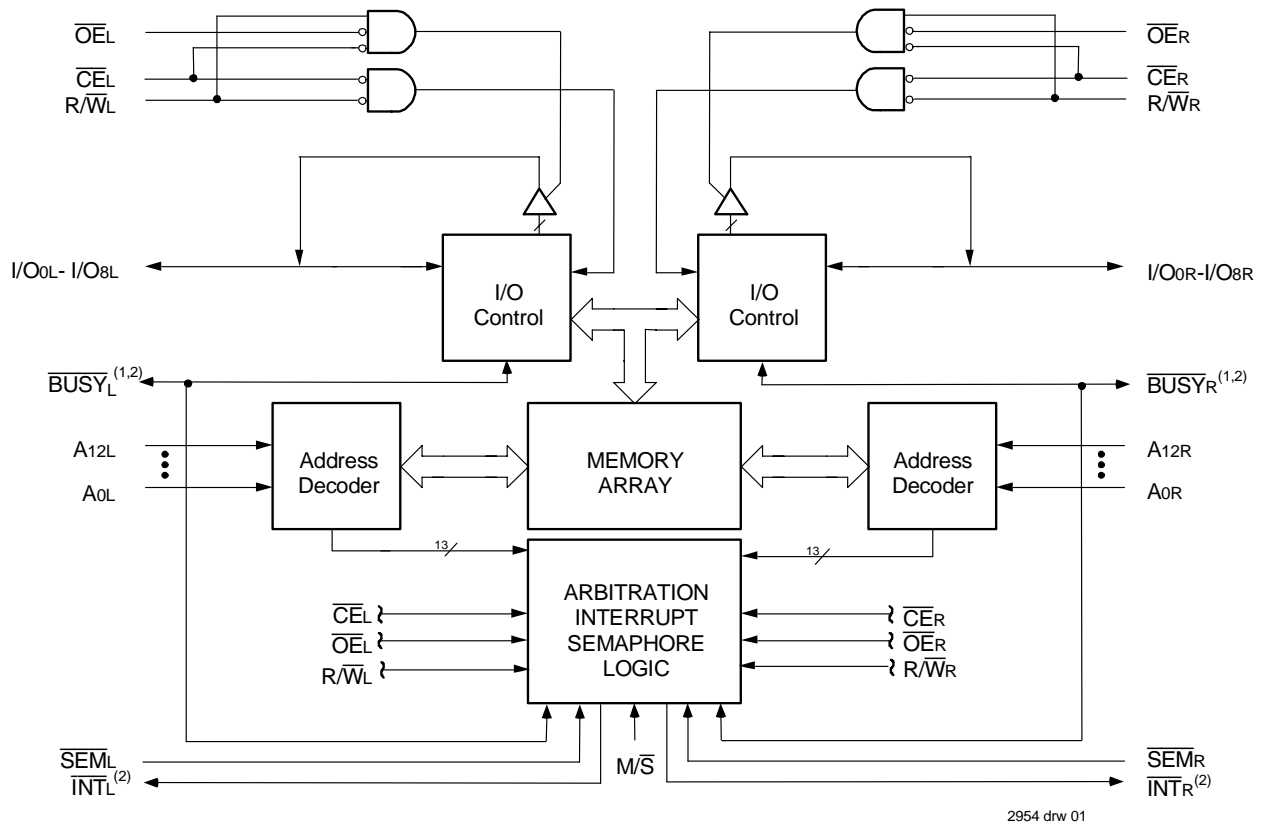 OEL
OER
CEL
CER
R/WL
R/WR
I/O0L- I/O8L
I/O
Control
I/O
Control
I/O0R-I/O8R
BUSYL(1,2)
BUSYR(1,2)
A12L
A0L
Address
Decoder
MEMORY
ARRAY
Address
Decoder
A12R
A0R
13
13
ARBITRATION
INTERRUPT
SEMAPHORE
LOGIC
CEL
OEL
R/WL
CER
OER
R/WR
SEML
INTL(2)
M/S
SEMR
INTR(2)
2954 drw 01